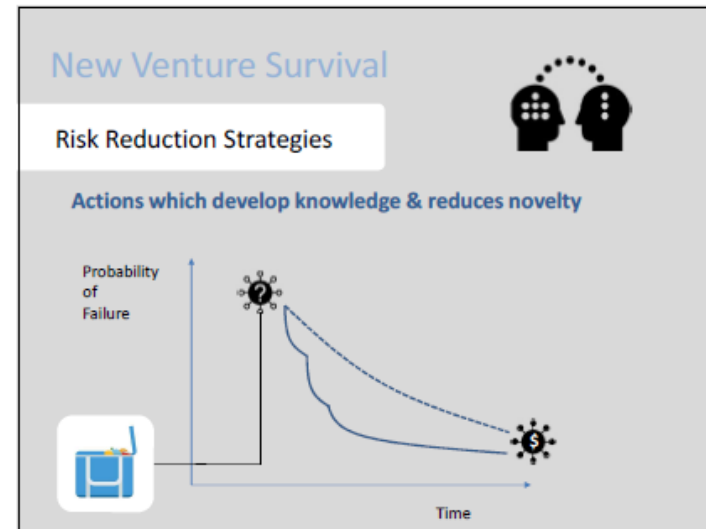 New Venture Survival
Risk Reduction Strategies
Actions which develop knowledge & reduces novelty
Probability
of
Failure
?
$
Time